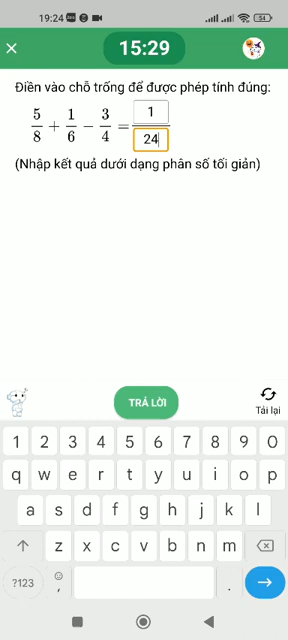 19:24
54
15:29
Điền vào chỗ trống để được phép tính đúng:
5/8 + 1/6 − 3/4 = 1/24
(Nhập kết quả dưới dạng phân số tối giản)
TRẢ LỜI
Tải lại
1 2 3 4 5 6 7 8 9 0
q w e r t y u i o p
a s d f g h j k l
z x c v b n m
?123 , .